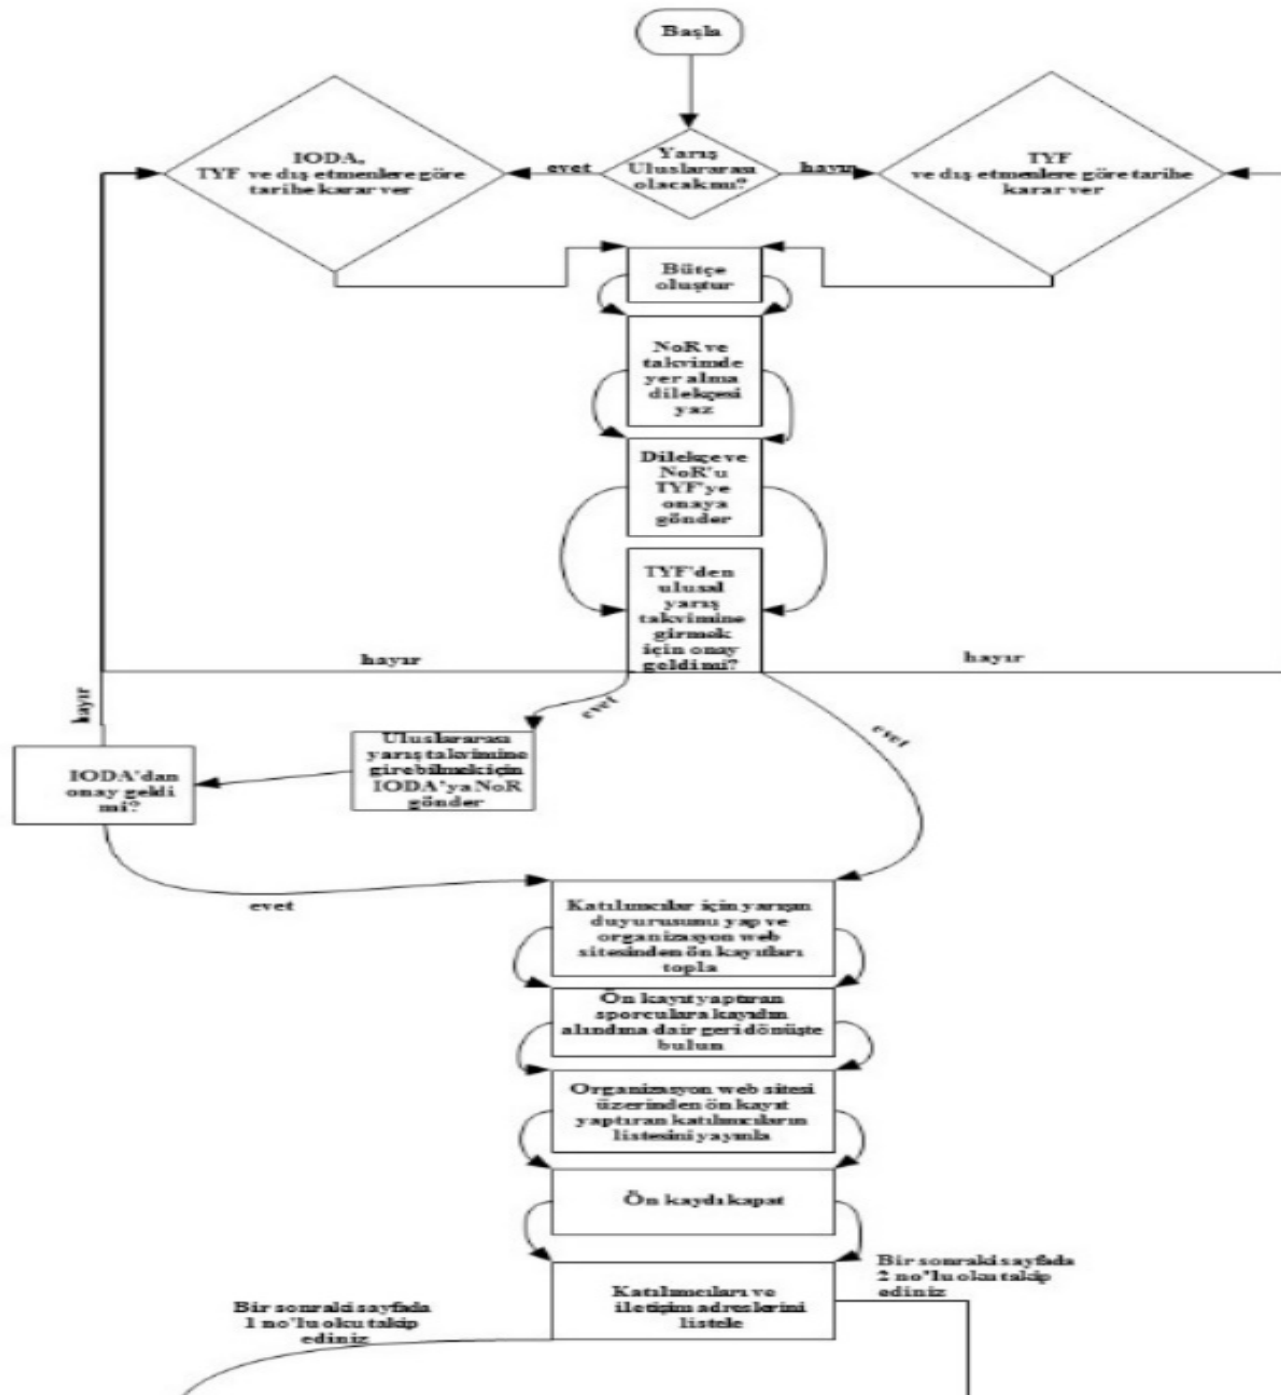 Başla
IODA,
TYF ve dış etmenlere göre
tarihe karar ver
evet
Yarış
Uluslararası
olacakmı?
hayır
TYF
ve dış etmenlere göre tarihe
karar ver
Bütçe
oluştur
NoR ve
takvimde
yer alma
dilekçesi
yaz
Dilekçe ve
NoR'u
TYF'ye
onaya
gönder
TYF'den
ulusal
yarış
takvimine
girmek
için onay
geldimi?
hayır
hayır
hayır
evet
evet
Uluslararası
yarış takvimine
girebilmek için
IODA'ya NoR
gönder
IODA'dan
onay geldi
mi?
evet
Katılımcılar için yarışın
duyurusunu yap ve
organizasyon web
sitesinden ön kayıtları
topla
Ön kayıt yaptıran
sporculara kaydın
alındına dair geri dönüşte
bulun
Organizasyon web sitesi
üzerinden ön kayıt
yaptıran katılımcıların
listesini yayınla
Ön kaydı kapat
Katılımcıları ve
iletişim adreslerini
listele
Bir sonraki sayfada
2 no'lu oku takip
ediniz
Bir sonraki sayfada
1 no'lu oku takip
ediniz